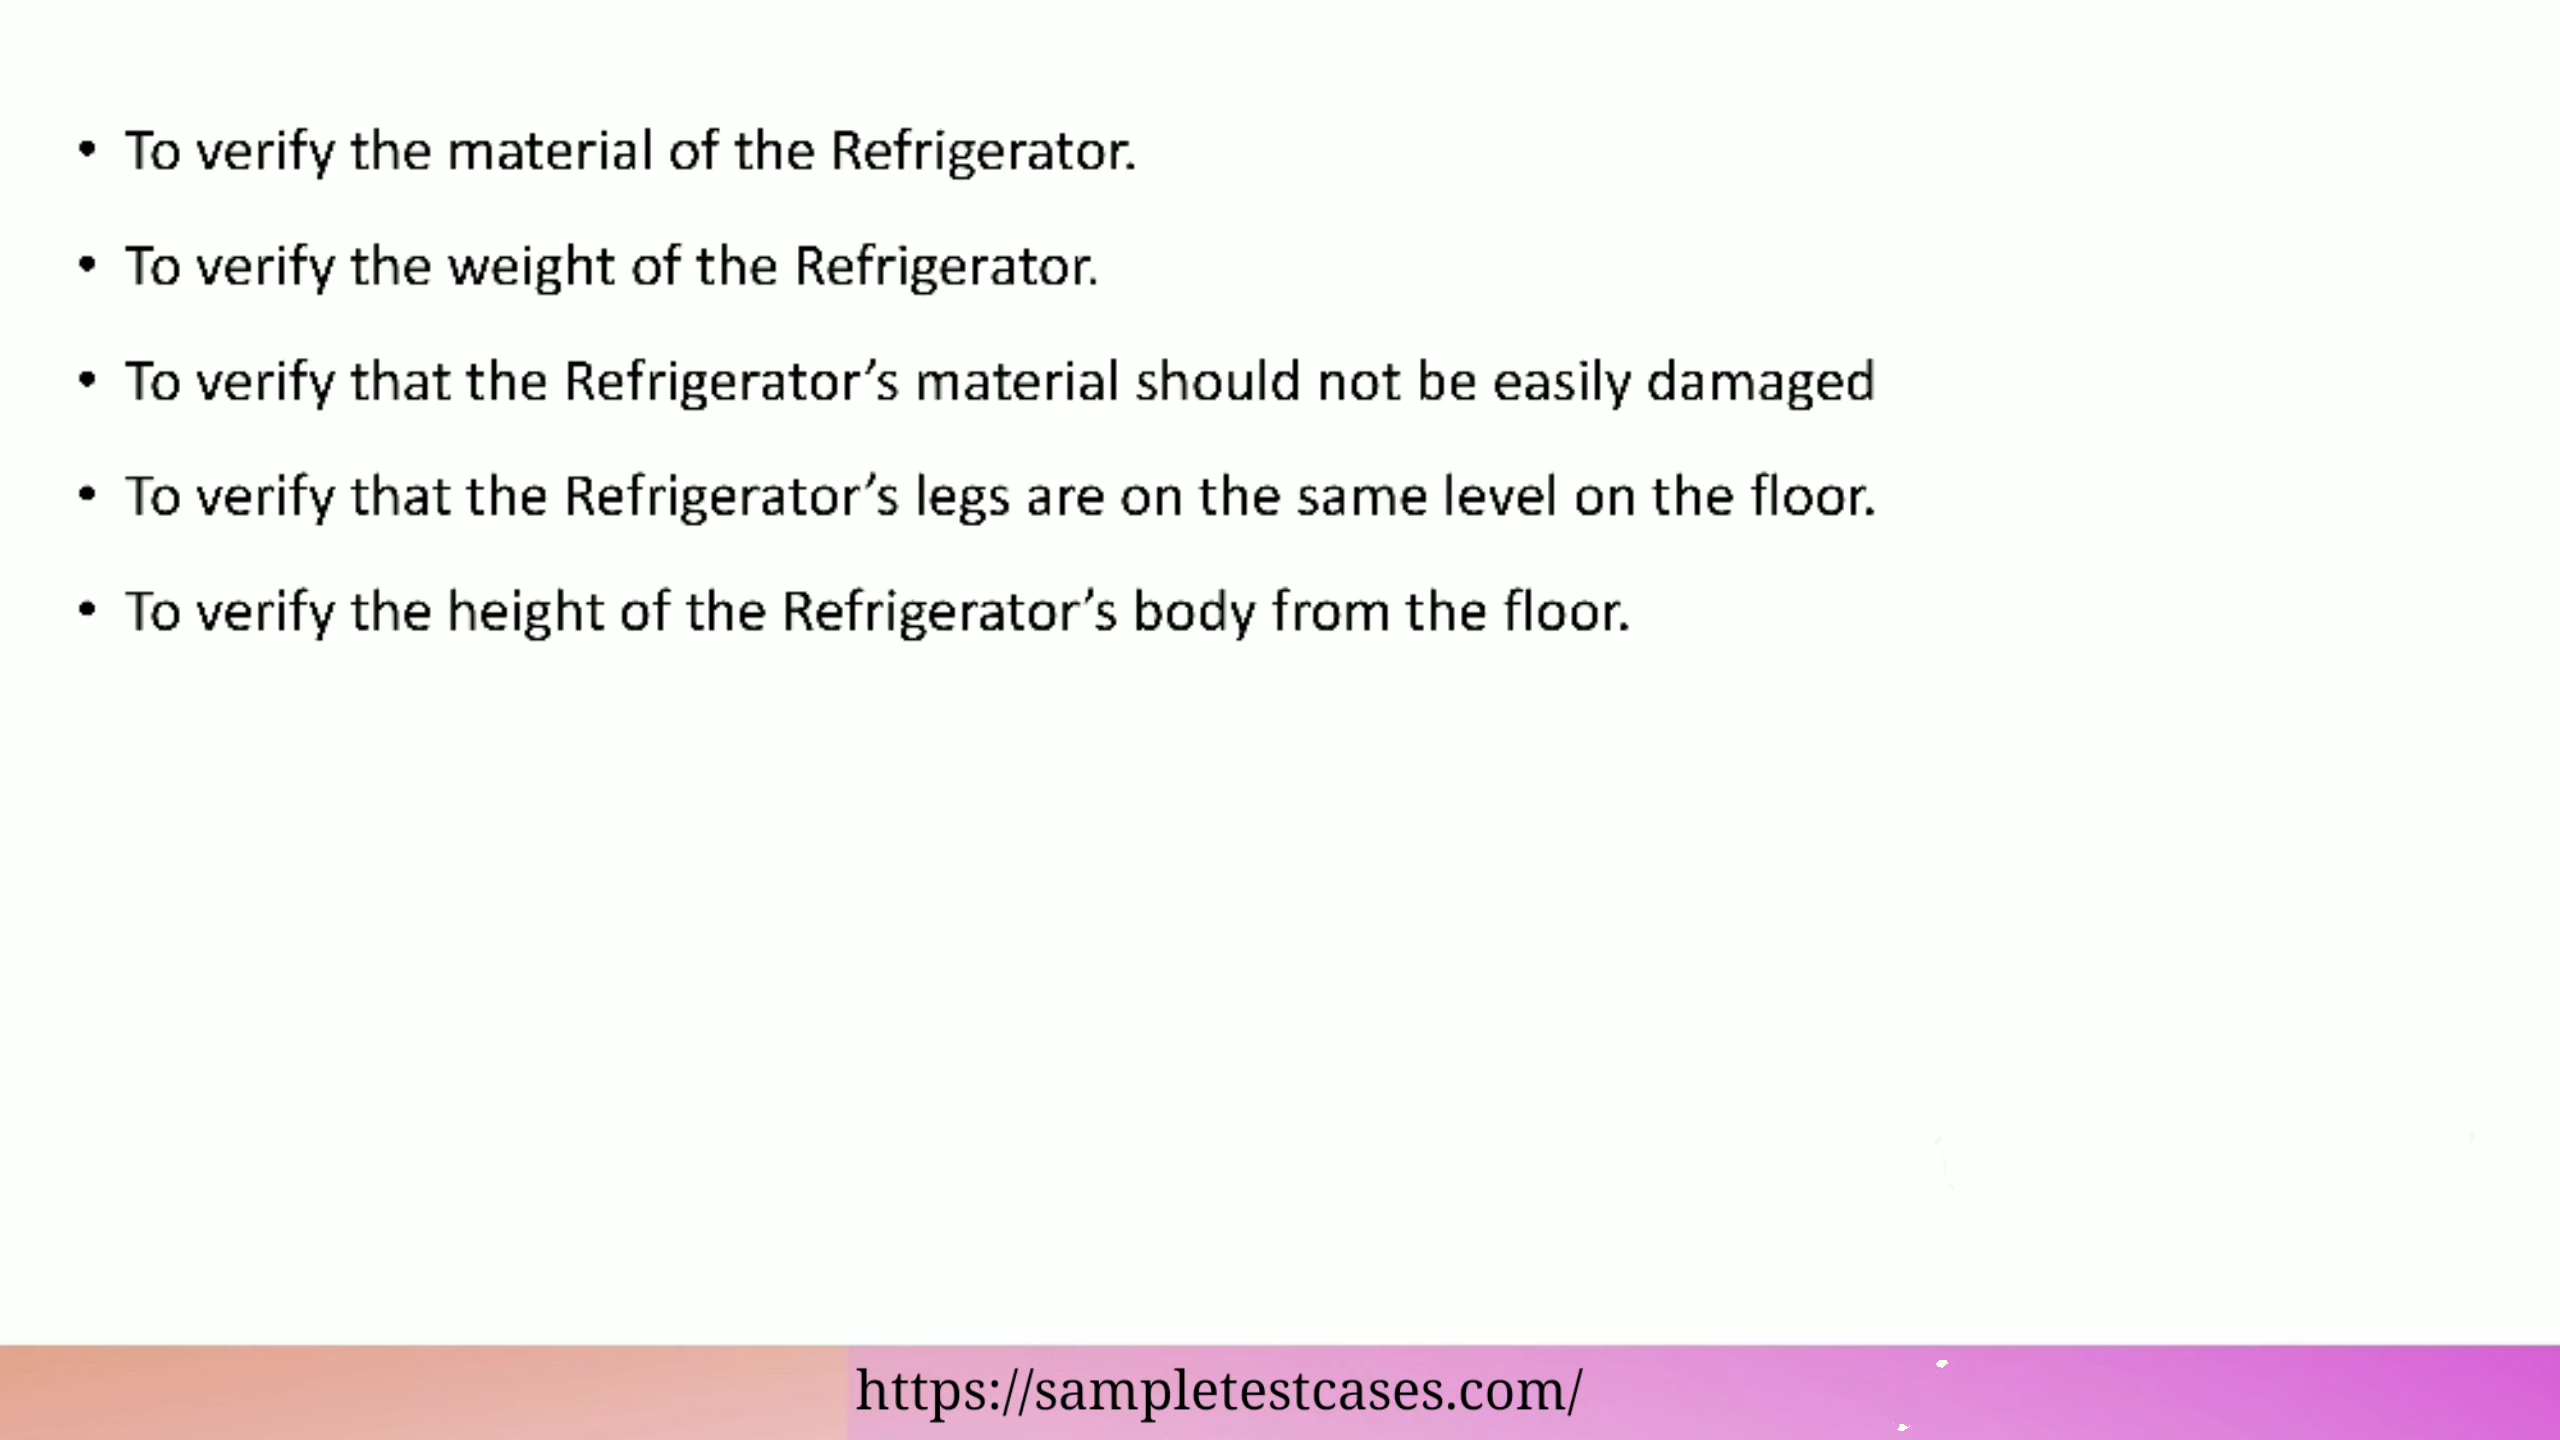 • To verify the material of the Refrigerator.
• To verify the weight of the Refrigerator.
• To verify that the Refrigerator’s material should not be easily damaged
• To verify that the Refrigerator’s legs are on the same level on the floor.
• To verify the height of the Refrigerator’s body from the floor.
https://sampletestcases.com/